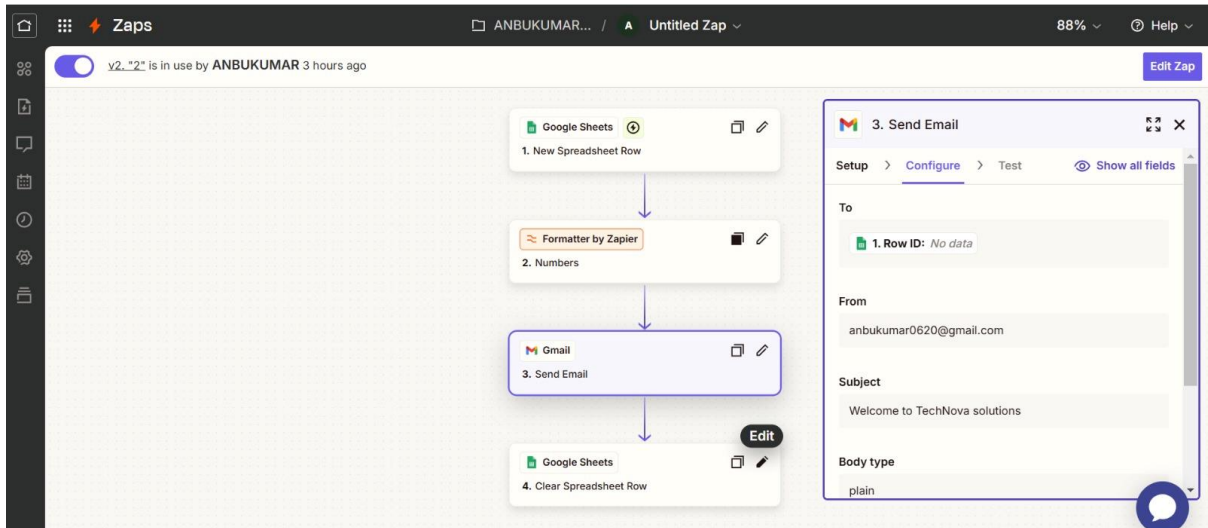 Zaps
ANBUKUMAR... / A Untitled Zap
88% Help
v2. "2" is in use by ANBUKUMAR 3 hours ago
Edit Zap
Google Sheets
1. New Spreadsheet Row
Formatter by Zapier
2. Numbers
Gmail
3. Send Email
Edit
Google Sheets
4. Clear Spreadsheet Row
3. Send Email
Setup > Configure > Test Show all fields
To
1. Row ID: No data
From
anbukumar0620@gmail.com
Subject
Welcome to TechNova solutions
Body type
plain